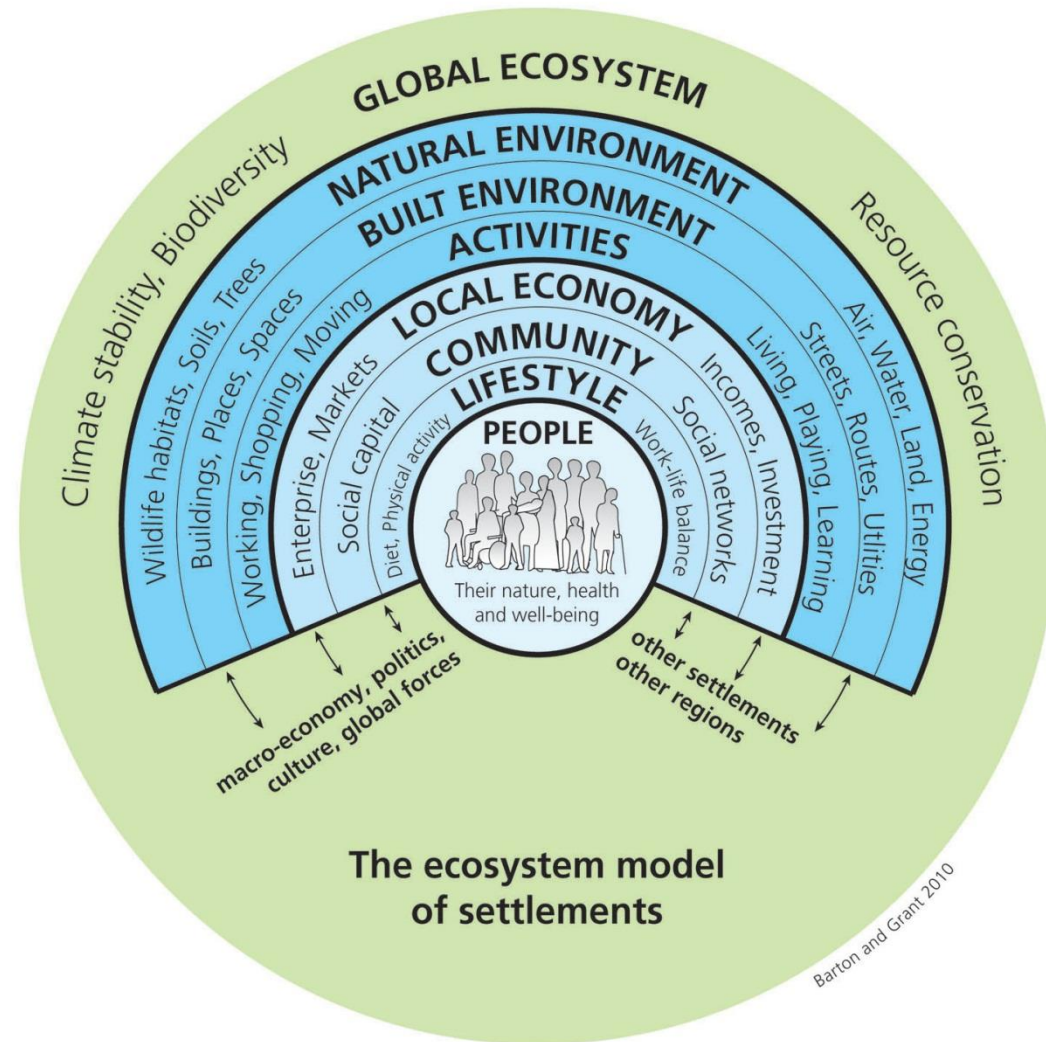 GLOBAL ECOSYSTEM
Climate stability, Biodiversity
Resource conservation
NATURAL ENVIRONMENT
Wildlife habitats, Soils, Trees
Air, Water, Land, Energy
BUILT ENVIRONMENT
Buildings, Places, Spaces
Streets, Routes, Utlities
ACTIVITIES
Working, Shopping, Moving
Living, Playing, Learning
LOCAL ECONOMY
Enterprise, Markets
Incomes, Investment
COMMUNITY
Social capital
Social networks
LIFESTYLE
Diet, Physical activity
Work-life balance
PEOPLE
Their nature, health
and well-being
macro-economy, politics,
culture, global forces
other settlements
other regions
The ecosystem model
of settlements
Barton and Grant 2010